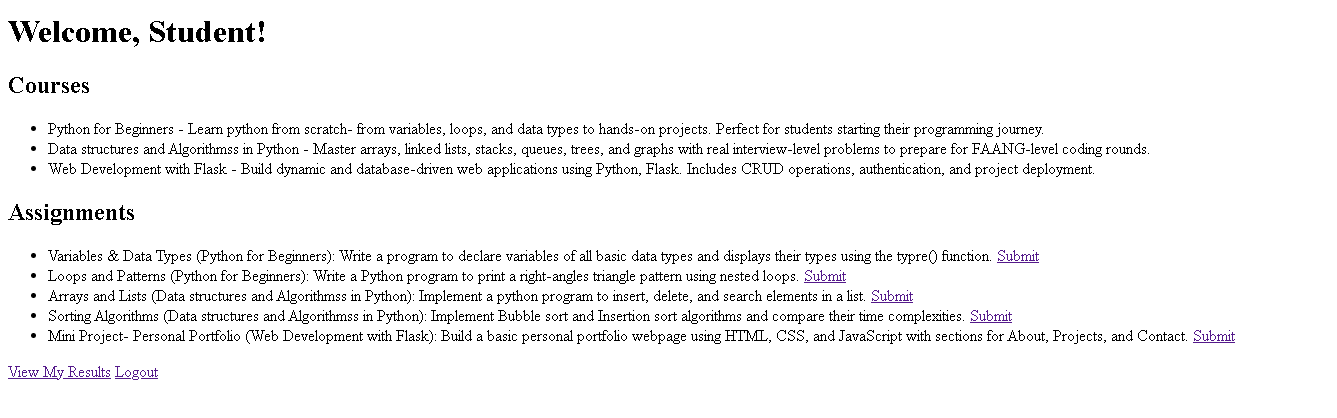 Welcome, Student!
Courses
• Python for Beginners - Learn python from scratch- from variables, loops, and data types to hands-on projects. Perfect for students starting their programming journey.
• Data structures and Algorithmss in Python - Master arrays, linked lists, stacks, queues, trees, and graphs with real interview-level problems to prepare for FAANG-level coding rounds.
• Web Development with Flask - Build dynamic and database-driven web applications using Python, Flask. Includes CRUD operations, authentication, and project deployment.
Assignments
• Variables & Data Types (Python for Beginners): Write a program to declare variables of all basic data types and displays their types using the typre() function. Submit
• Loops and Patterns (Python for Beginners): Write a Python program to print a right-angles triangle pattern using nested loops. Submit
• Arrays and Lists (Data structures and Algorithmss in Python): Implement a python program to insert, delete, and search elements in a list. Submit
• Sorting Algorithms (Data structures and Algorithmss in Python): Implement Bubble sort and Insertion sort algorithms and compare their time complexities. Submit
• Mini Project- Personal Portfolio (Web Development with Flask): Build a basic personal portfolio webpage using HTML, CSS, and JavaScript with sections for About, Projects, and Contact. Submit
View My Results Logout